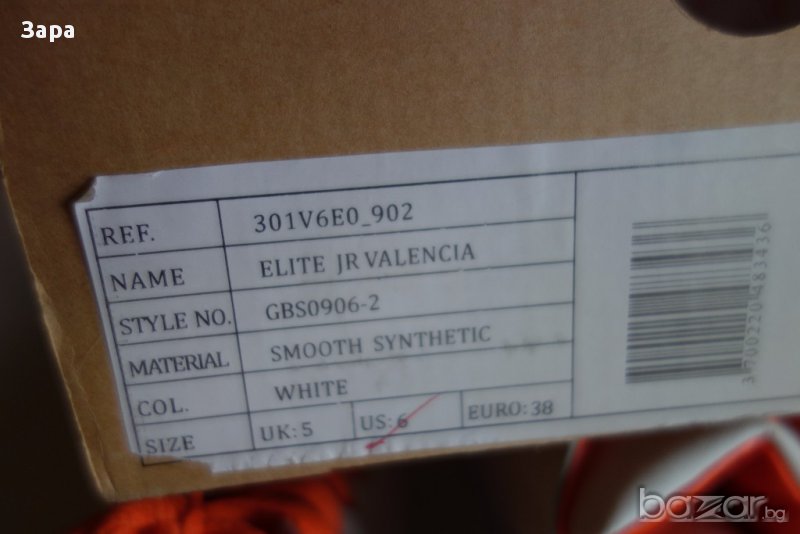 Зара
REF. 301V6E0_902
NAME ELITE JR VALENCIA
STYLE NO. GBS0906-2
MATERIAL SMOOTH SYNTHETIC
COL. WHITE
SIZE UK: 5 US: 6 EURO: 38
3700220483436
bazar.bg